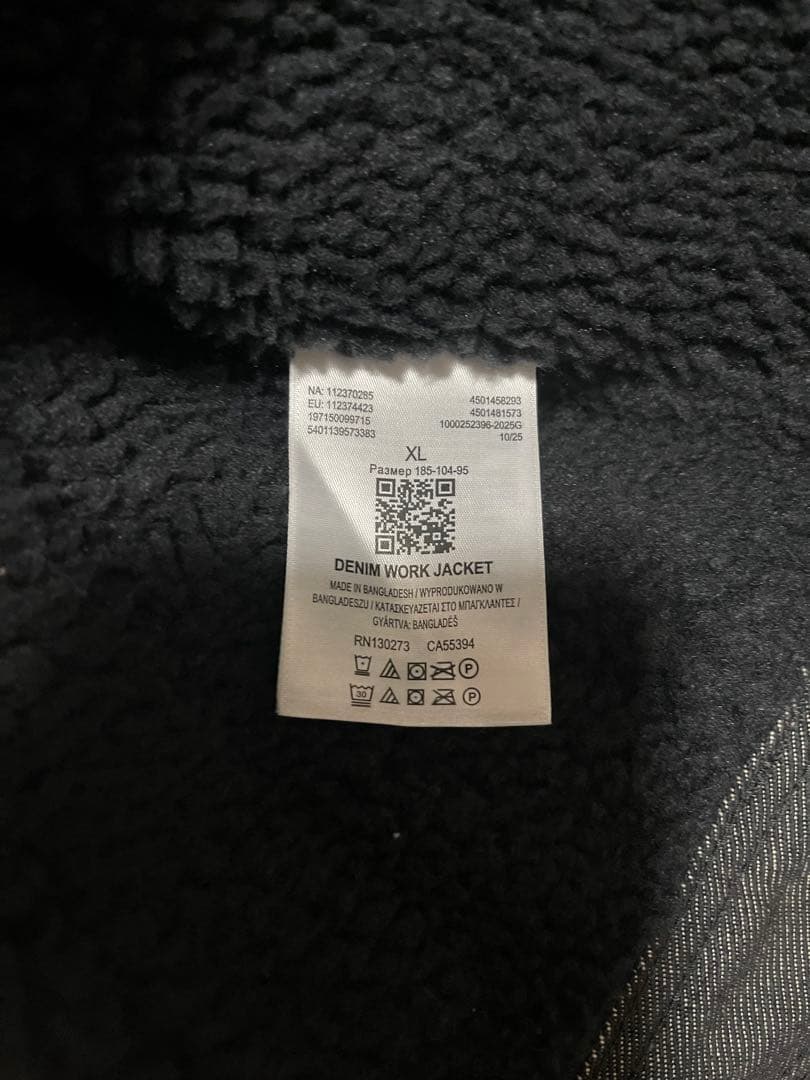 NA: 112370285
EU: 112374423
197150099715
5401139573383
4501458293
4501481573
1000252396-2025G
10/25
XL
Размер 185-104-95
DENIM WORK JACKET
MADE IN BANGLADESH / WYPRODUKOWANO W
BANGLADESZU / ΚΑΤΑΣΚΕΥΑΖΕΤΑΙ ΣΤΟ ΜΠΑΓΚΛΑΝΤΕΣ /
GYÁRTVA: BANGLADÉŠ
RN130273 CA55394
P
30
P